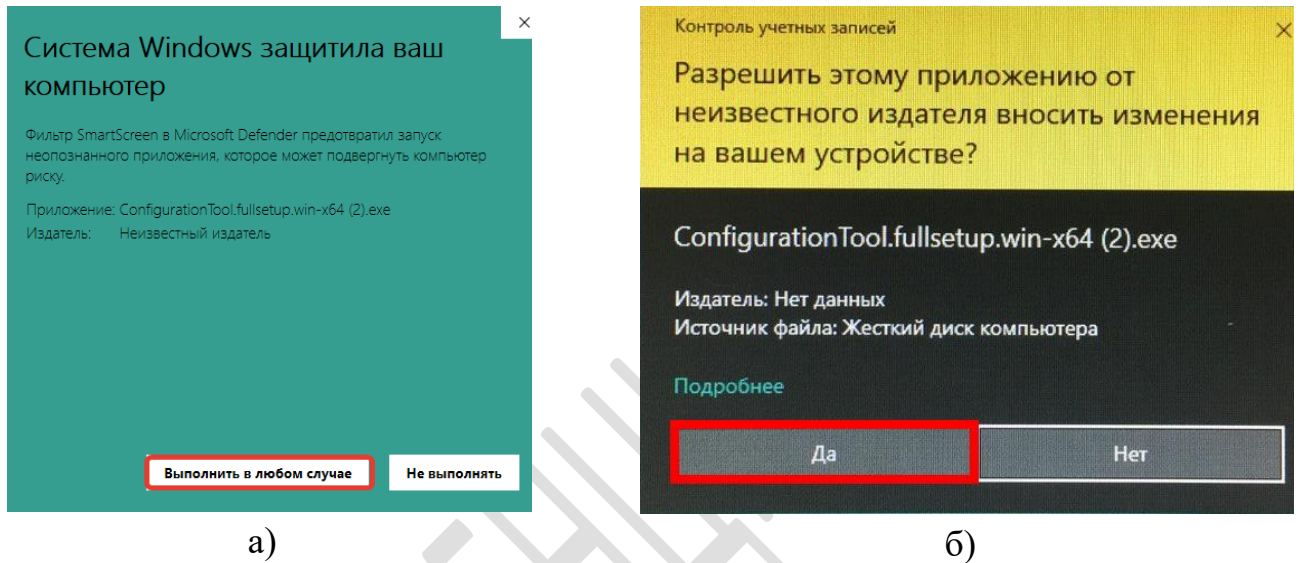 Система Windows защитила ваш
компьютер
Фильтр SmartScreen в Microsoft Defender предотвратил запуск
неопознанного приложения, которое может подвергнуть компьютер
риску.
Приложение: ConfigurationTool.fullsetup.win-x64 (2).exe
Издатель: Неизвестный издатель
Выполнить в любом случае
Не выполнять
а)
Контроль учетных записей
Разрешить этому приложению от
неизвестного издателя вносить изменения
на вашем устройстве?
ConfigurationTool.fullsetup.win-x64 (2).exe
Издатель: Нет данных
Источник файла: Жесткий диск компьютера
Подробнее
Да
Нет
б)